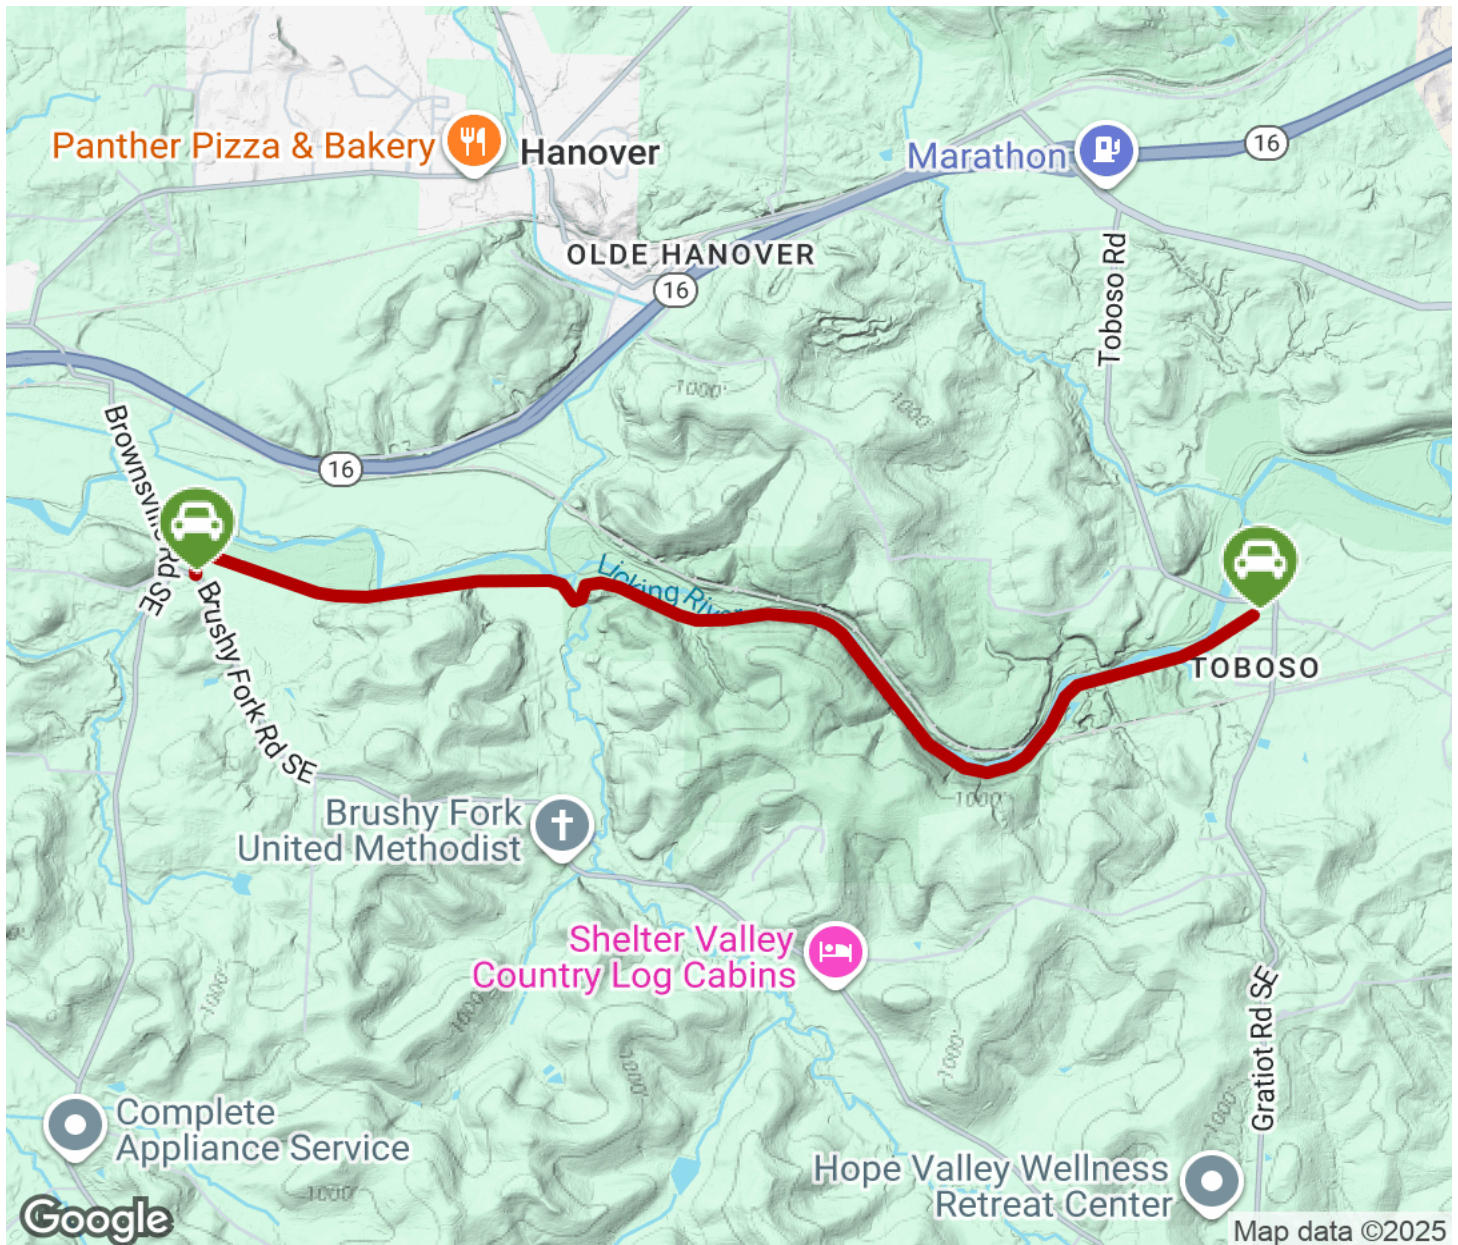 Panther Pizza & Bakery
Hanover
Marathon
16
OLDE HANOVER
16
Toboso Rd
1000'
1000'
Brownsville Rd SE
16
Licking River
TOBOSO
Brushy Fork Rd SE
1000'
Brushy Fork
United Methodist
Shelter Valley
Country Log Cabins
1000'
1000'
1000'
1000'
1000'
Gratiot Rd SE
Complete
Appliance Service
Hope Valley Wellness
Retreat Center
1000'
Google
Map data ©2025